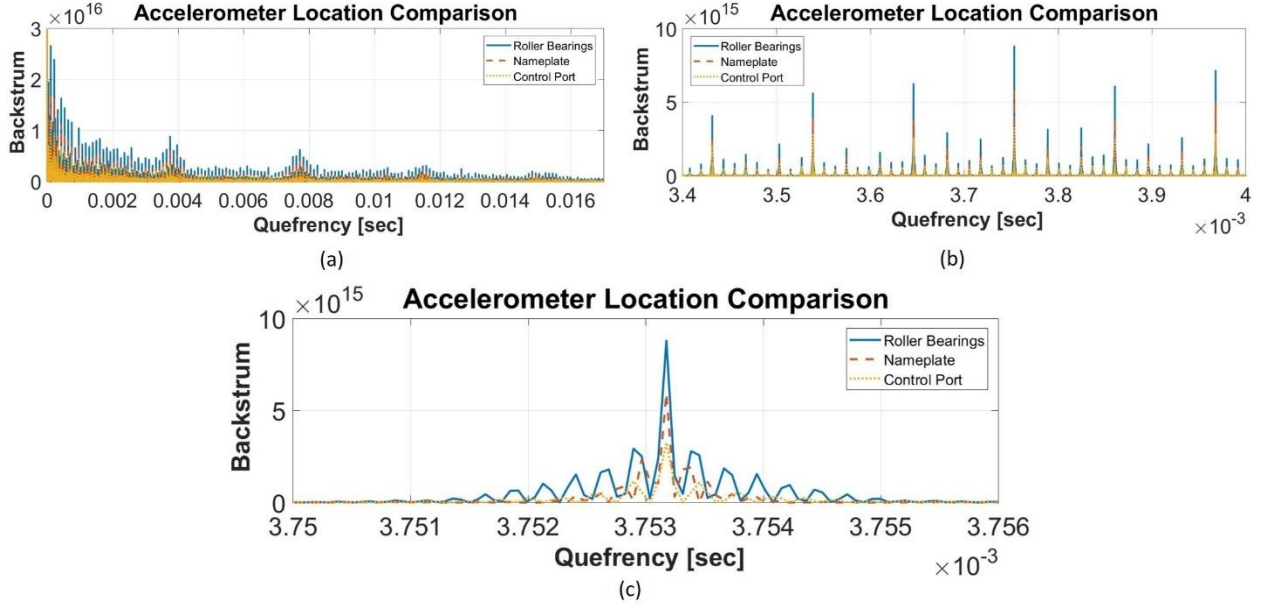 Accelerometer Location Comparison
×10^16
3
2
1
0
Backstrum
Roller Bearings
Nameplate
Control Port
0 0.002 0.004 0.006 0.008 0.01 0.012 0.014 0.016
Quefrency [sec]
(a)
Accelerometer Location Comparison
×10^15
10
5
0
Backstrum
Roller Bearings
Nameplate
Control Port
3.4 3.5 3.6 3.7 3.8 3.9 4
Quefrency [sec]
×10^-3
(b)
Accelerometer Location Comparison
×10^15
10
5
0
Backstrum
Roller Bearings
Nameplate
Control Port
3.75 3.751 3.752 3.753 3.754 3.755 3.756
Quefrency [sec]
×10^-3
(c)